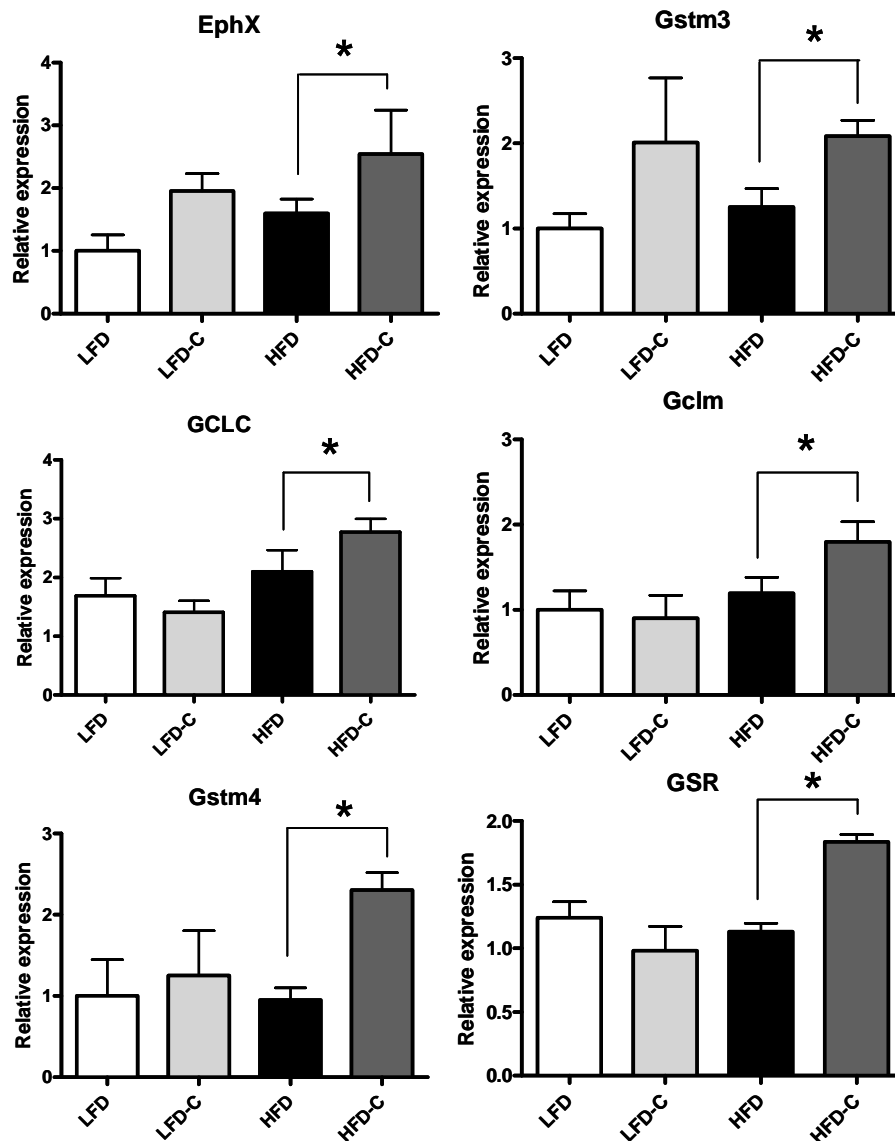 EphX
*
Relative expression
4
3
2
1
0
LFD
LFD-C
HFD
HFD-C
Gstm3
*
Relative expression
3
2
1
0
LFD
LFD-C
HFD
HFD-C
GCLC
*
Relative expression
4
3
2
1
0
LFD
LFD-C
HFD
HFD-C
Gclm
*
Relative expression
3
2
1
0
LFD
LFD-C
HFD
HFD-C
Gstm4
*
Relative expression
3
2
1
0
LFD
LFD-C
HFD
HFD-C
GSR
*
Relative expression
2.0
1.5
1.0
0.5
0.0
LFD
LFD-C
HFD
HFD-C